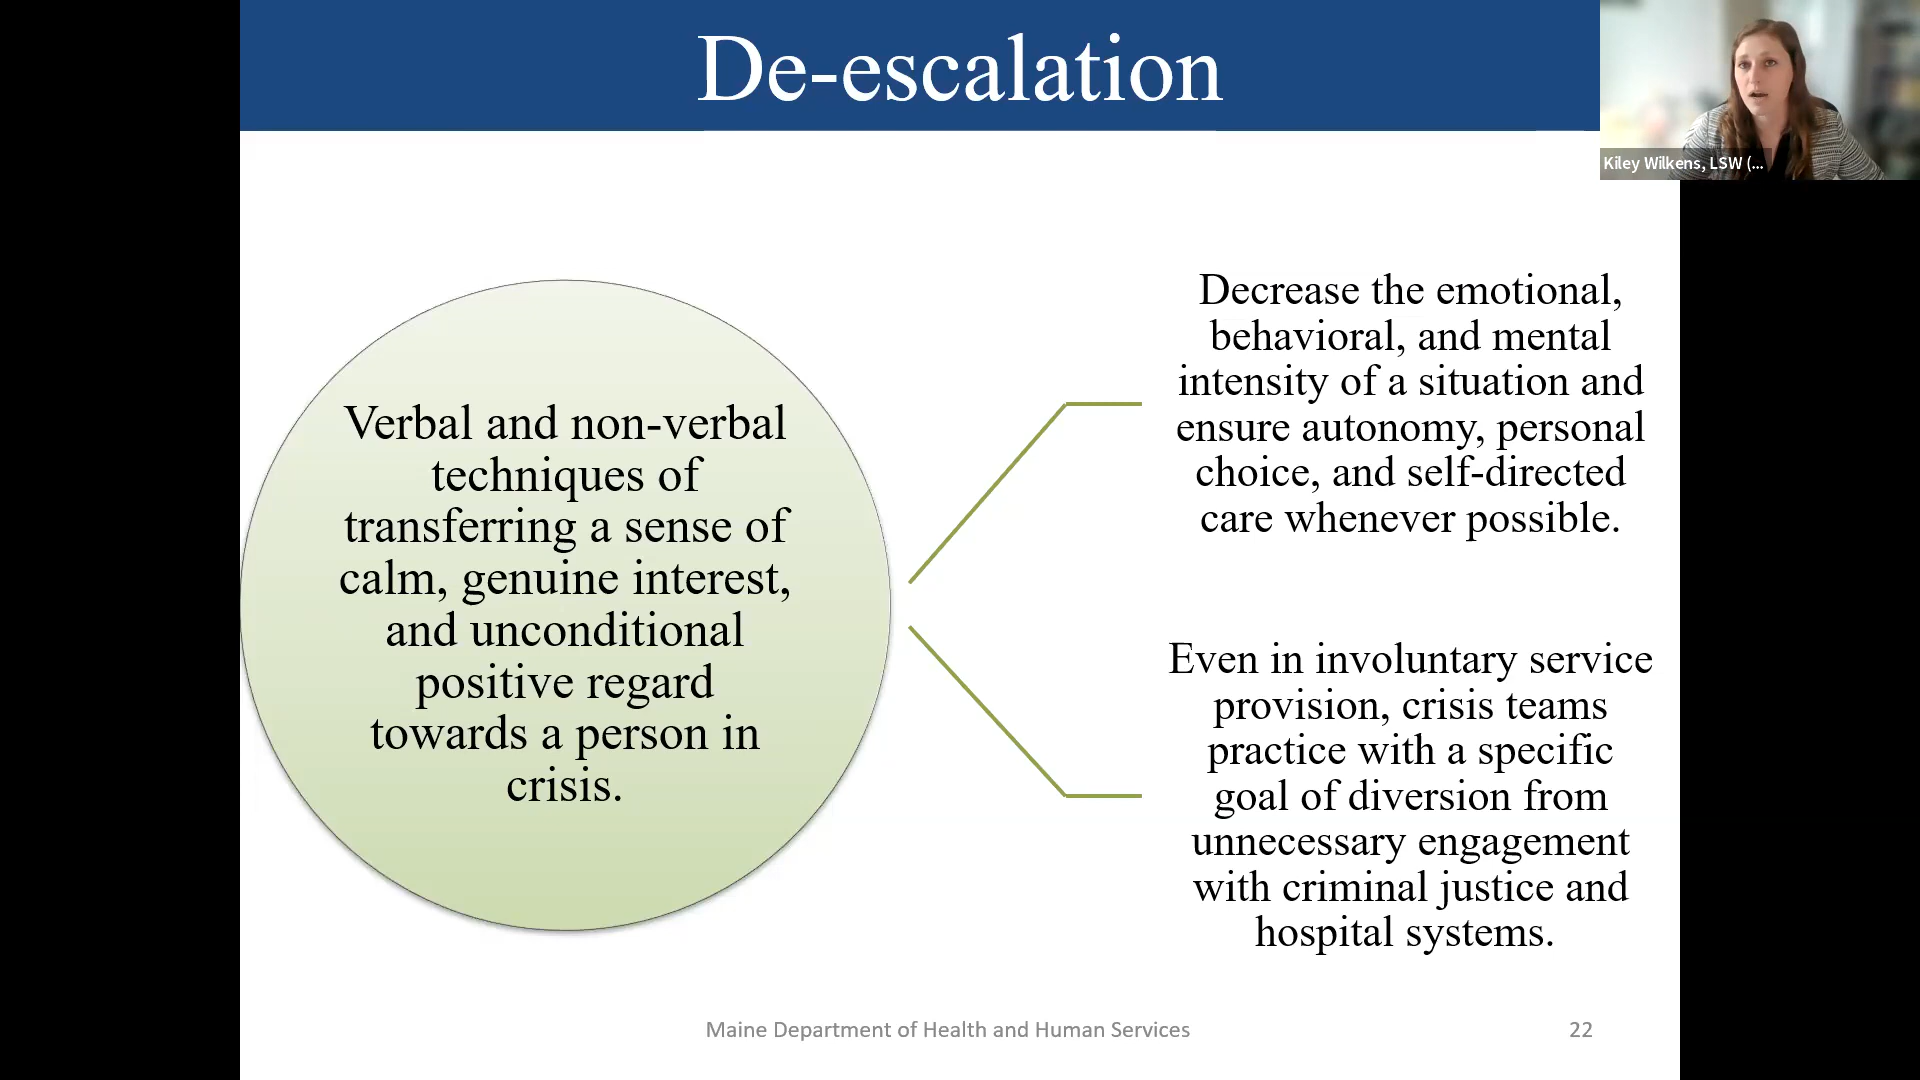 De-escalation
Kiley Wilkens, LSW (...
Verbal and non-verbal
techniques of
transferring a sense of
calm, genuine interest,
and unconditional
positive regard
towards a person in
crisis.
Decrease the emotional,
behavioral, and mental
intensity of a situation and
ensure autonomy, personal
choice, and self-directed
care whenever possible.
Even in involuntary service
provision, crisis teams
practice with a specific
goal of diversion from
unnecessary engagement
with criminal justice and
hospital systems.
Maine Department of Health and Human Services
22